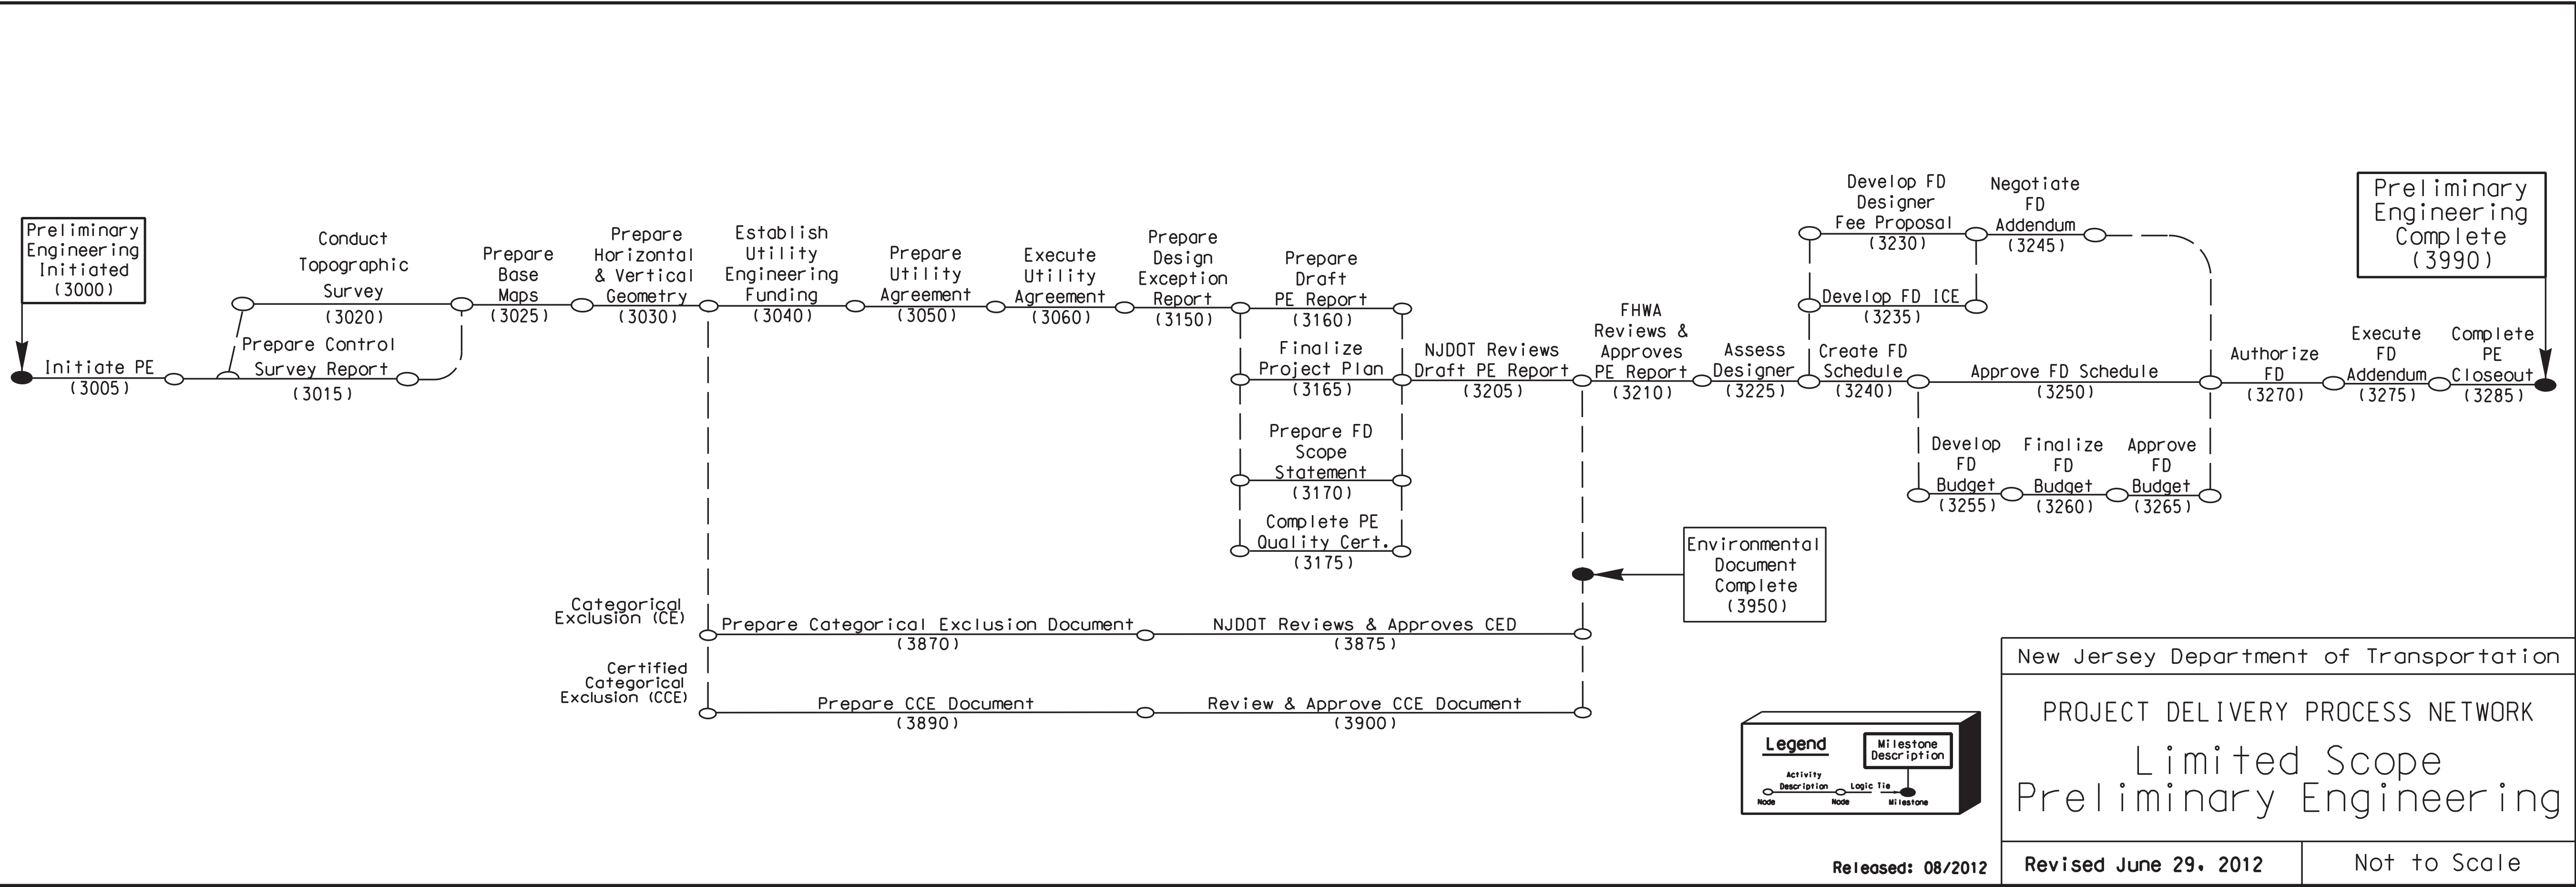 Preliminary
Engineering
Initiated
(3000)
Initiate PE
(3005)
Conduct
Topographic
Survey
(3020)
Prepare Control
Survey Report
(3015)
Prepare
Base
Maps
(3025)
Prepare
Horizontal
& Vertical
Geometry
(3030)
Establish
Utility
Engineering
Funding
(3040)
Prepare
Utility
Agreement
(3050)
Execute
Utility
Agreement
(3060)
Prepare
Design
Exception
Report
(3150)
Prepare
Draft
PE Report
(3160)
Finalize
Project Plan
(3165)
Prepare FD
Scope
Statement
(3170)
Complete PE
Quality Cert.
(3175)
NJDOT Reviews
Draft PE Report
(3205)
FHWA
Reviews &
Approves
PE Report
(3210)
Assess
Designer
(3225)
Develop FD
Designer
Fee Proposal
(3230)
Negotiate
FD
Addendum
(3245)
Develop FD ICE
(3235)
Create FD
Schedule
(3240)
Approve FD Schedule
(3250)
Develop
FD
Budget
(3255)
Finalize
FD
Budget
(3260)
Approve
FD
Budget
(3265)
Authorize
FD
(3270)
Execute
FD
Addendum
(3275)
Complete
PE
Closeout
(3285)
Preliminary
Engineering
Complete
(3990)
Environmental
Document
Complete
(3950)
Categorical
Exclusion (CE)
Prepare Categorical Exclusion Document
(3870)
NJDOT Reviews & Approves CED
(3875)
Certified
Categorical
Exclusion (CCE)
Prepare CCE Document
(3890)
Review & Approve CCE Document
(3900)
Legend
Milestone
Description
Activity
Description
Logic Tie
Node
Node
Milestone
New Jersey Department of Transportation
PROJECT DELIVERY PROCESS NETWORK
Limited Scope
Preliminary Engineering
Released: 08/2012
Revised June 29, 2012
Not to Scale